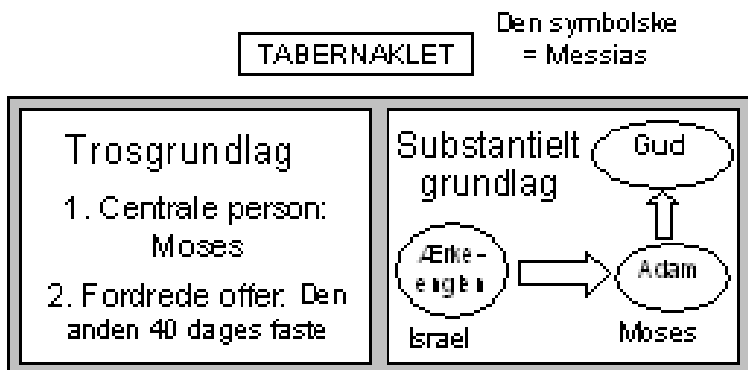 Den symbolske
TABERNAKLET
= Messias
Trosgrundlag
1. Centrale person:
Moses
2. Fordrede offer: Den
anden 40 dages faste
Substantielt
grundlag
Gud
Ærke-
englen
Adam
Israel
Moses